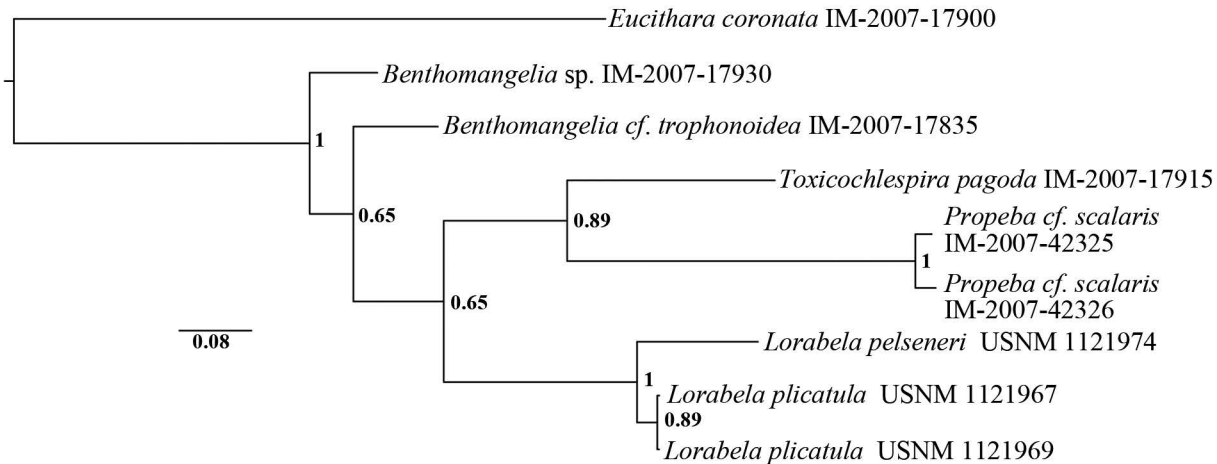 Eucithara coronata IM-2007-17900
Benthomangelia sp. IM-2007-17930
1
Benthomangelia cf. trophonoidea IM-2007-17835
Toxicochlespira pagoda IM-2007-17915
0.65
0.89
Propeba cf. scalaris
IM-2007-42325
1
Propeba cf. scalaris
IM-2007-42326
0.65
0.08
Lorabela pelseneri USNM 1121974
1
Lorabela plicatula USNM 1121967
0.89
Lorabela plicatula USNM 1121969